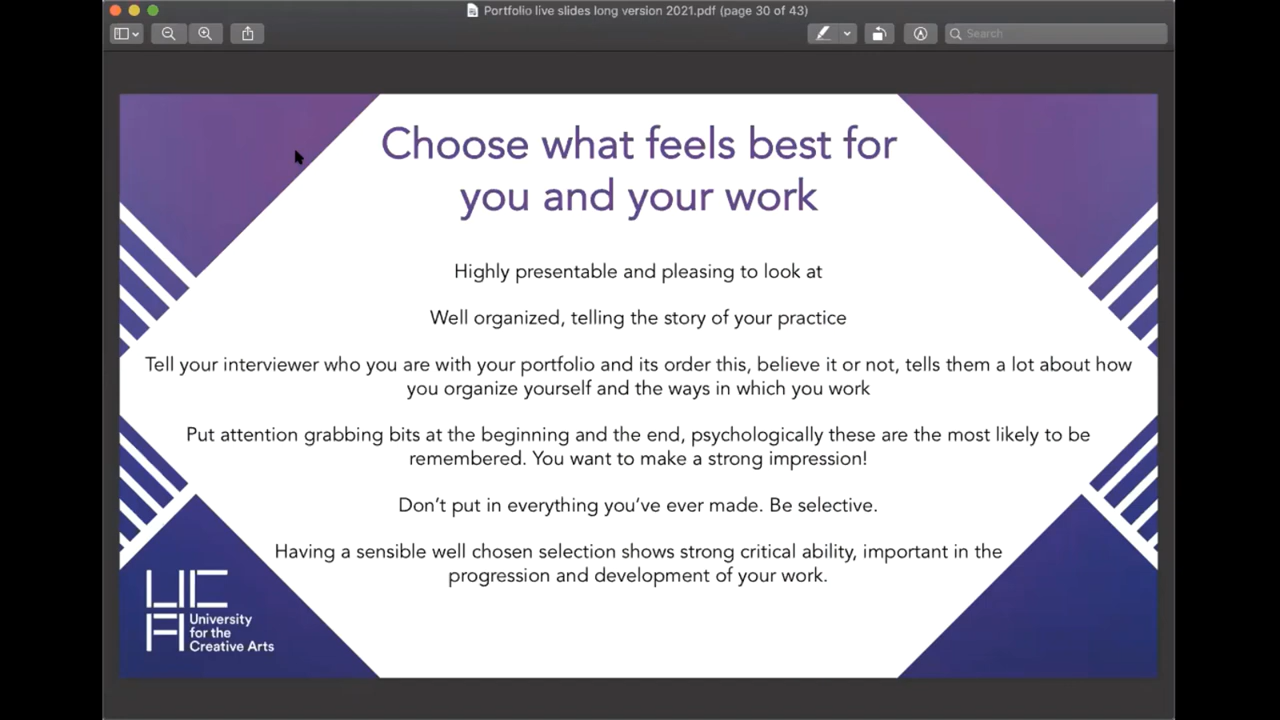 Portfolio live slides long version 2021.pdf (page 30 of 43)
Search
Choose what feels best for
you and your work
Highly presentable and pleasing to look at
Well organized, telling the story of your practice
Tell your interviewer who you are with your portfolio and its order this, believe it or not, tells them a lot about how
you organize yourself and the ways in which you work
Put attention grabbing bits at the beginning and the end, psychologically these are the most likely to be
remembered. You want to make a strong impression!
Don’t put in everything you’ve ever made. Be selective.
Having a sensible well chosen selection shows strong critical ability, important in the
progression and development of your work.
UCA
University
for the
Creative Arts